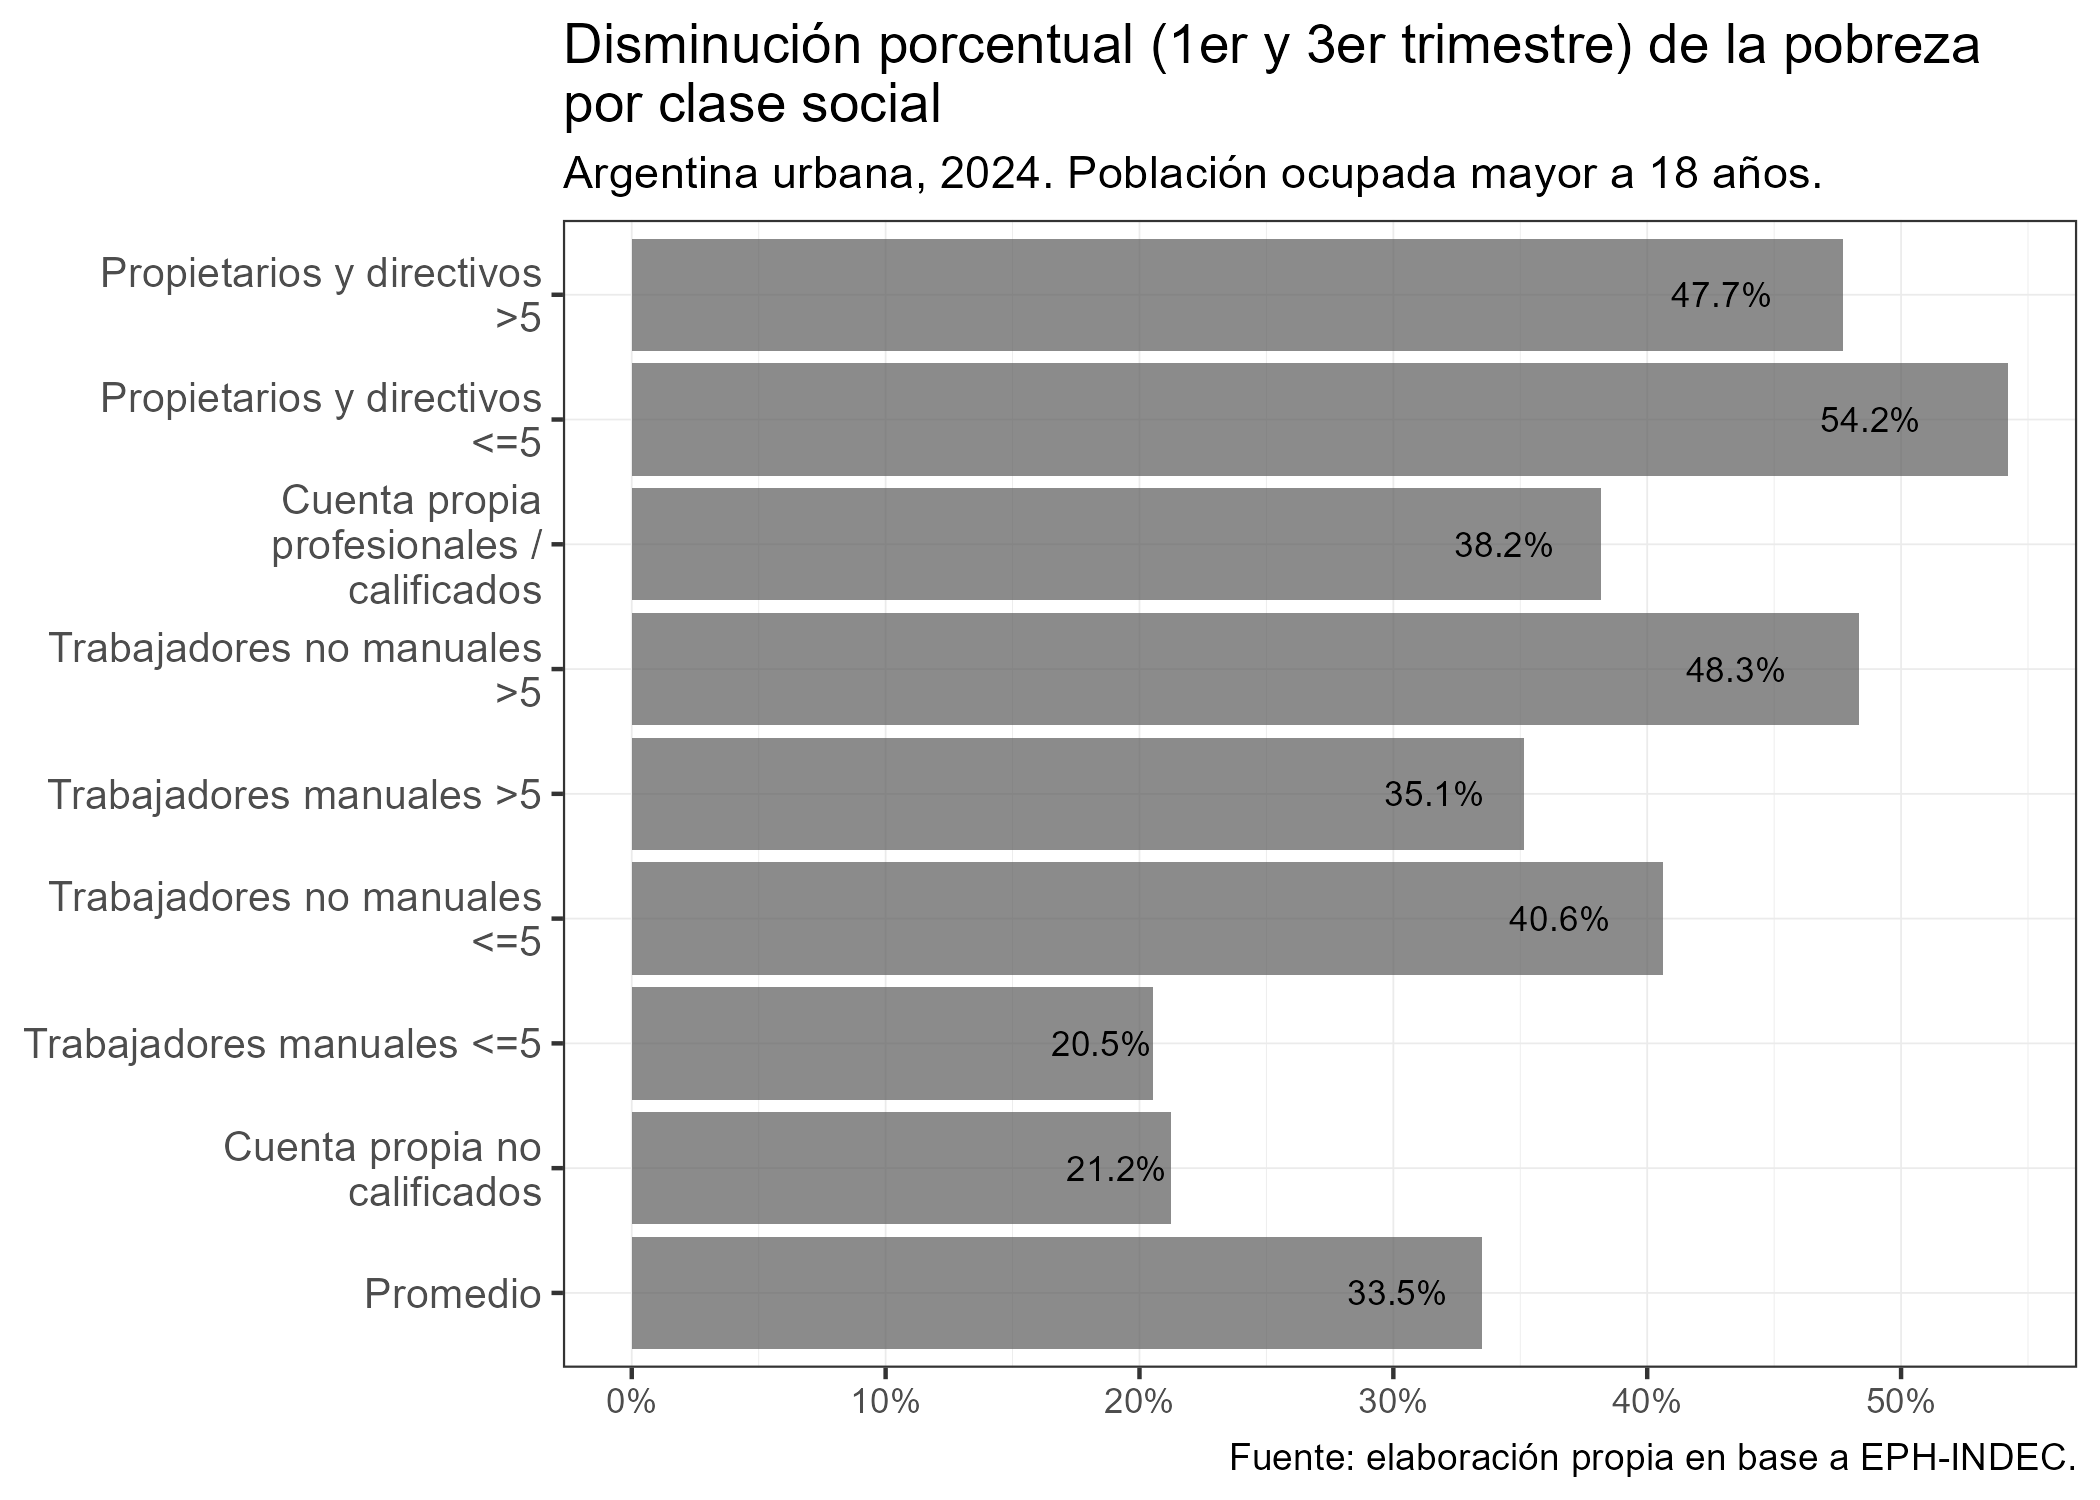 Disminución porcentual (1er y 3er trimestre) de la pobreza
por clase social
Argentina urbana, 2024. Población ocupada mayor a 18 años.
Propietarios y directivos
>5
47.7%
Propietarios y directivos
<=5
54.2%
Cuenta propia
profesionales /
calificados
38.2%
Trabajadores no manuales
>5
48.3%
Trabajadores manuales >5
35.1%
Trabajadores no manuales
<=5
40.6%
Trabajadores manuales <=5
20.5%
Cuenta propia no
calificados
21.2%
Promedio
33.5%
0% 10% 20% 30% 40% 50%
Fuente: elaboración propia en base a EPH-INDEC.